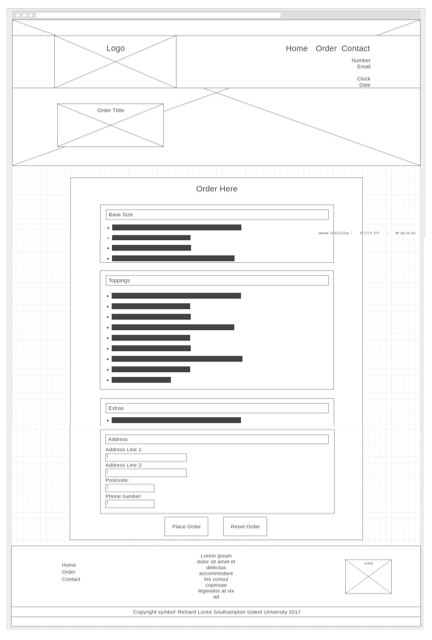 Logo
Home Order Contact
Number
Email
Clock
Date
Order Title
Order Here
Base Size
Toppings
Extras
Address
Address Line 1:
Address Line 2:
Postcode:
Phone number:
Place Order
Reset Order
Home
Order
Contact
Lorem ipsum
dolor sit amet et
delectus
accommodare
his consul
copiosae
legendos at vix
ad
'Copyright symbol' Richard Locke Southampton Solent University 2017